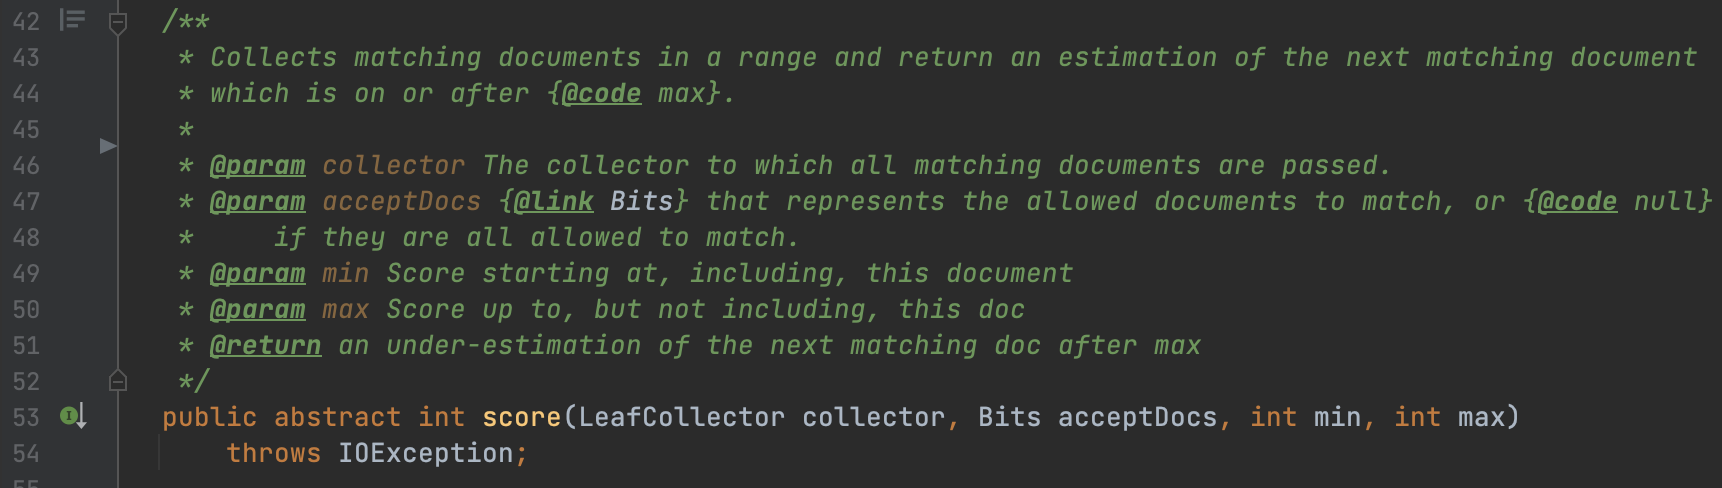 42 /**
43 * Collects matching documents in a range and return an estimation of the next matching document
44 * which is on or after {@code max}.
45 *
46 * @param collector The collector to which all matching documents are passed.
47 * @param acceptDocs {@link Bits} that represents the allowed documents to match, or {@code null}
48 *     if they are all allowed to match.
49 * @param min Score starting at, including, this document
50 * @param max Score up to, but not including, this doc
51 * @return an under-estimation of the next matching doc after max
52 */
53 public abstract int score(LeafCollector collector, Bits acceptDocs, int min, int max)
54     throws IOException;